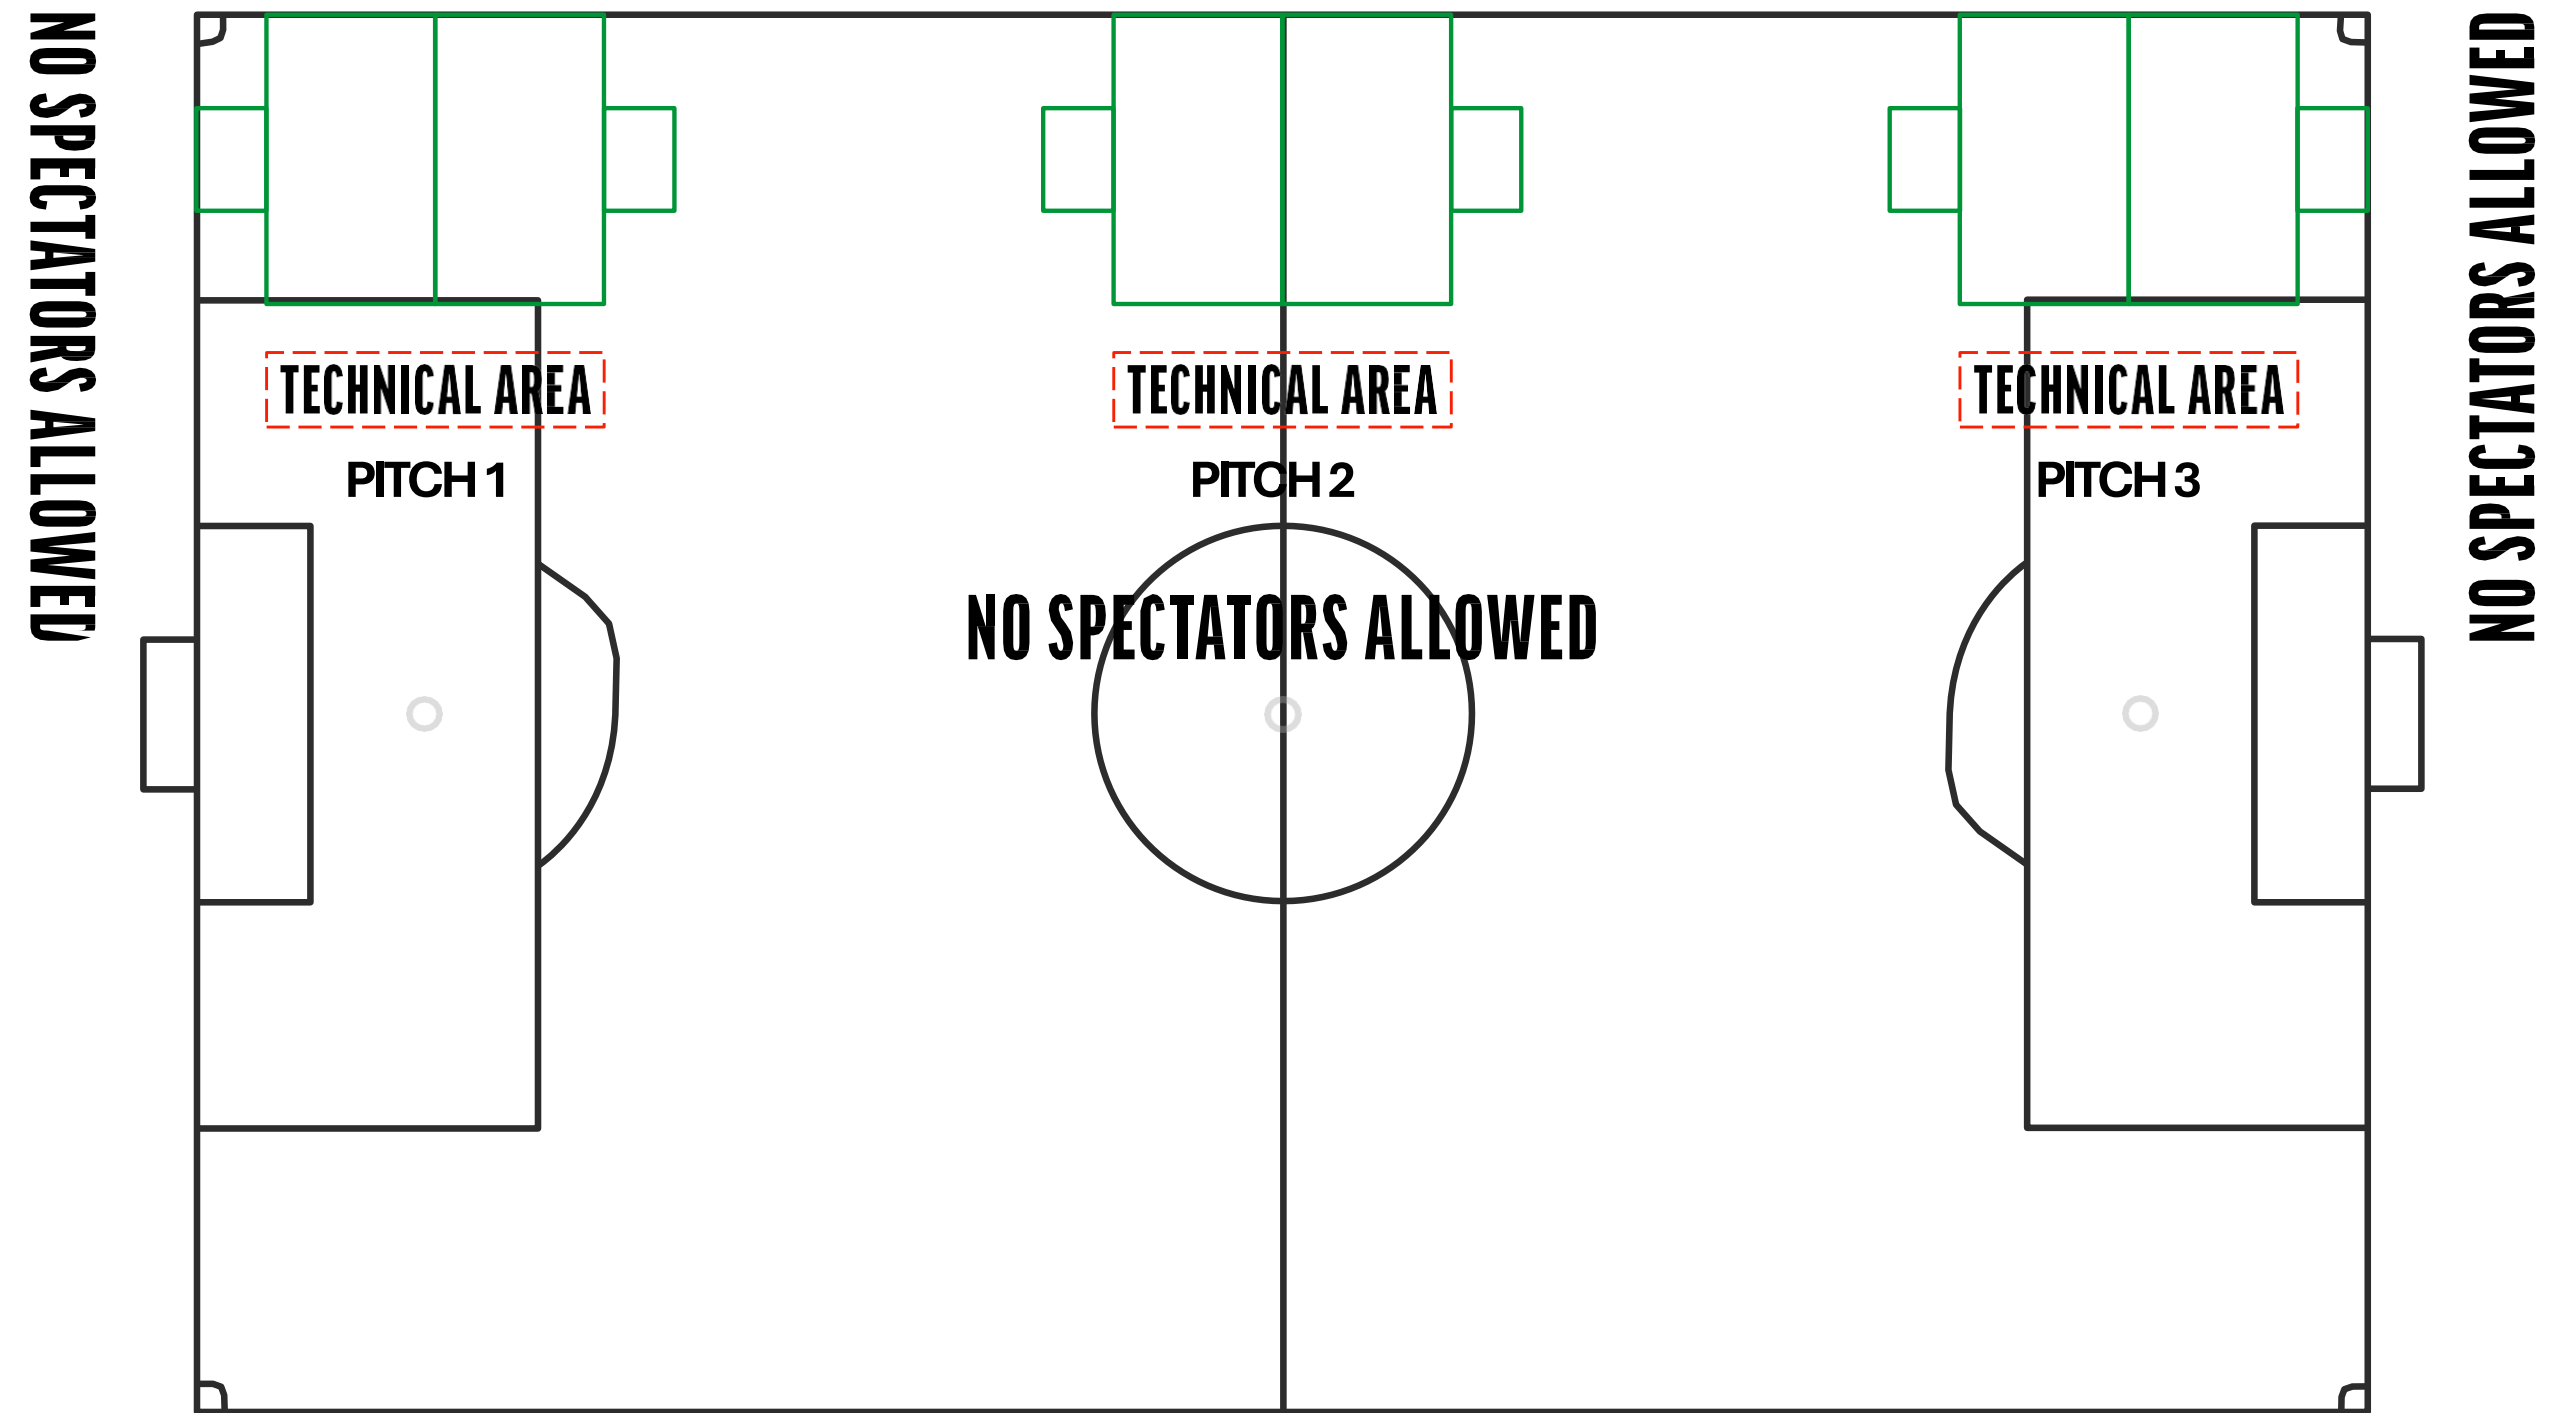 NO SPECTATORS ALLOWED
TECHNICAL AREA
TECHNICAL AREA
TECHNICAL AREA
PITCH 1
PITCH 2
PITCH 3
NO SPECTATORS ALLOWED
NO SPECTATORS ALLOWED